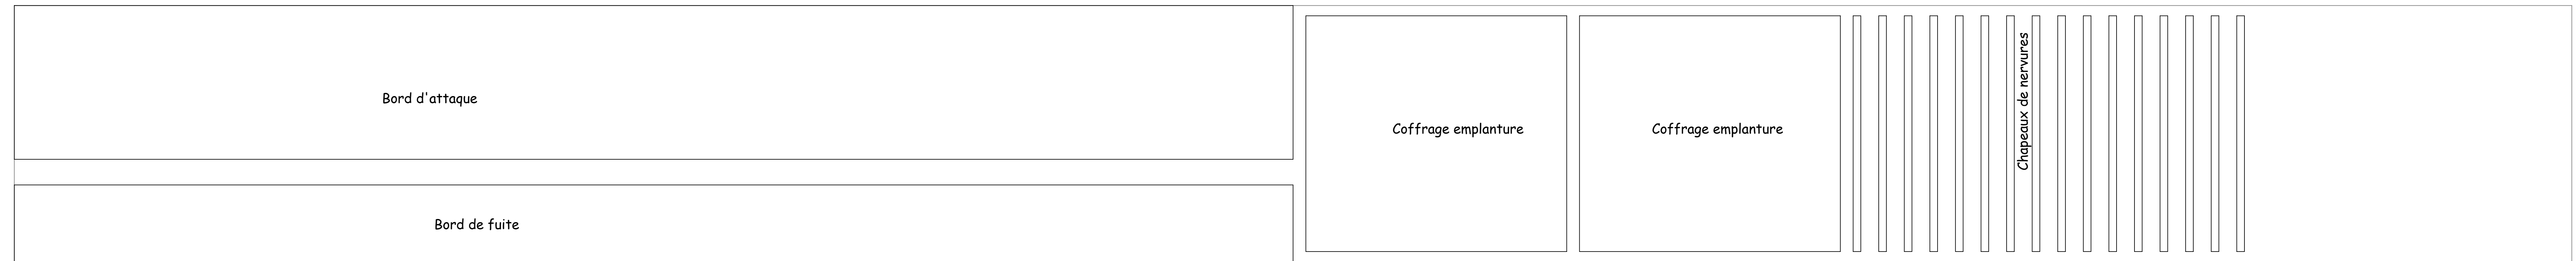 Bord d'attaque
Bord de fuite
Coffrage emplanture
Coffrage emplanture
Chapeaux de nervures